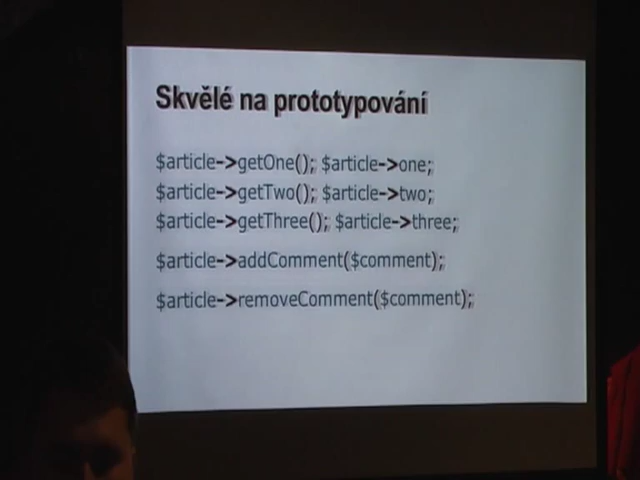 Skvělé na prototypování
$article->getOne(); $article->one;
$article->getTwo(); $article->two;
$article->getThree(); $article->three;
$article->addComment($comment);
$article->removeComment($comment);